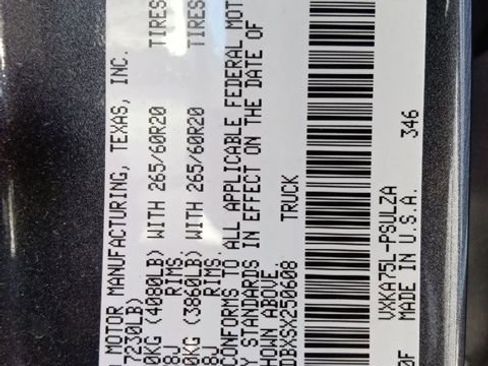 MOTOR MANUFACTURING, TEXAS, INC.
7230LB)
0KG (4080LB) WITH 265/60R20 TIRES
8J RIMS,
0KG (3860LB) WITH 265/60R20 TIRES
8J RIMS.
CONFORMS TO ALL APPLICABLE FEDERAL MOT
Y STANDARDS IN EFFECT ON THE DATE OF
HOWN ABOVE.
DBXSX250608 TRUCK
VXKA75L-PSULZA
0F MADE IN U.S.A. 346